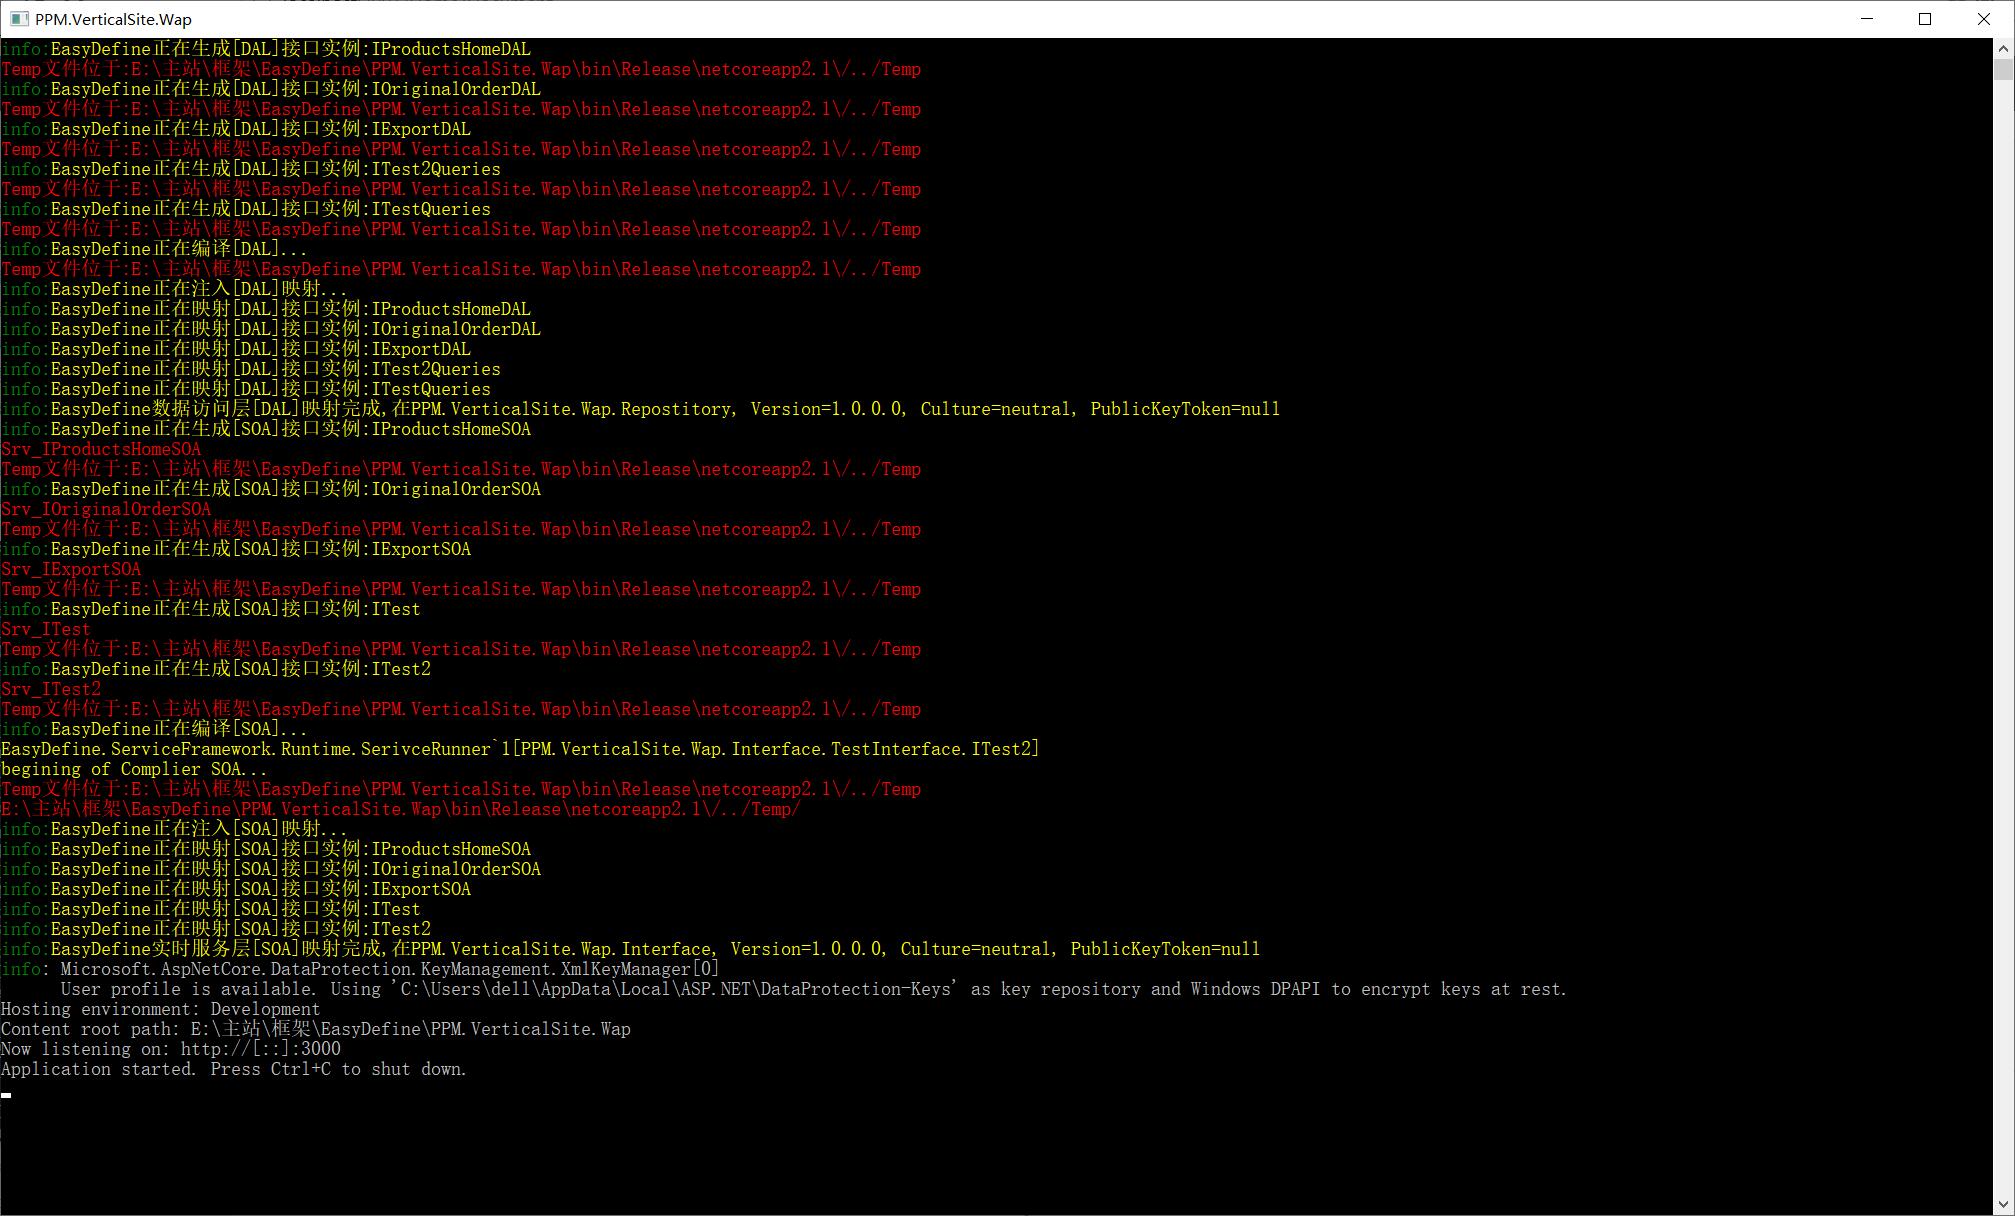 PPM.VerticalSite.Wap
info:EasyDefine正在生成[DAL]接口实例:IProductsHomeDAL
Temp文件位于:E:\主站\框架\EasyDefine\PPM.VerticalSite.Wap\bin\Release\netcoreapp2.1\/../Temp
info:EasyDefine正在生成[DAL]接口实例:IOriginalOrderDAL
Temp文件位于:E:\主站\框架\EasyDefine\PPM.VerticalSite.Wap\bin\Release\netcoreapp2.1\/../Temp
info:EasyDefine正在生成[DAL]接口实例:IExportDAL
Temp文件位于:E:\主站\框架\EasyDefine\PPM.VerticalSite.Wap\bin\Release\netcoreapp2.1\/../Temp
info:EasyDefine正在生成[DAL]接口实例:ITest2Queries
Temp文件位于:E:\主站\框架\EasyDefine\PPM.VerticalSite.Wap\bin\Release\netcoreapp2.1\/../Temp
info:EasyDefine正在生成[DAL]接口实例:ITestQueries
Temp文件位于:E:\主站\框架\EasyDefine\PPM.VerticalSite.Wap\bin\Release\netcoreapp2.1\/../Temp
info:EasyDefine正在编译[DAL]...
Temp文件位于:E:\主站\框架\EasyDefine\PPM.VerticalSite.Wap\bin\Release\netcoreapp2.1\/../Temp
info:EasyDefine正在注入[DAL]映射...
info:EasyDefine正在映射[DAL]接口实例:IProductsHomeDAL
info:EasyDefine正在映射[DAL]接口实例:IOriginalOrderDAL
info:EasyDefine正在映射[DAL]接口实例:IExportDAL
info:EasyDefine正在映射[DAL]接口实例:ITest2Queries
info:EasyDefine正在映射[DAL]接口实例:ITestQueries
info:EasyDefine数据访问层[DAL]映射完成,在PPM.VerticalSite.Wap.Repostitory, Version=1.0.0.0, Culture=neutral, PublicKeyToken=null
info:EasyDefine正在生成[SOA]接口实例:IProductsHomeSOA
Srv_IProductsHomeSOA
Temp文件位于:E:\主站\框架\EasyDefine\PPM.VerticalSite.Wap\bin\Release\netcoreapp2.1\/../Temp
info:EasyDefine正在生成[SOA]接口实例:IOriginalOrderSOA
Srv_IOriginalOrderSOA
Temp文件位于:E:\主站\框架\EasyDefine\PPM.VerticalSite.Wap\bin\Release\netcoreapp2.1\/../Temp
info:EasyDefine正在生成[SOA]接口实例:IExportSOA
Srv_IExportSOA
Temp文件位于:E:\主站\框架\EasyDefine\PPM.VerticalSite.Wap\bin\Release\netcoreapp2.1\/../Temp
info:EasyDefine正在生成[SOA]接口实例:ITest
Srv_ITest
Temp文件位于:E:\主站\框架\EasyDefine\PPM.VerticalSite.Wap\bin\Release\netcoreapp2.1\/../Temp
info:EasyDefine正在生成[SOA]接口实例:ITest2
Srv_ITest2
Temp文件位于:E:\主站\框架\EasyDefine\PPM.VerticalSite.Wap\bin\Release\netcoreapp2.1\/../Temp
info:EasyDefine正在编译[SOA]...
EasyDefine.ServiceFramework.Runtime.SerivceRunner`1[PPM.VerticalSite.Wap.Interface.TestInterface.ITest2]
begining of Complier SOA...
Temp文件位于:E:\主站\框架\EasyDefine\PPM.VerticalSite.Wap\bin\Release\netcoreapp2.1\/../Temp
E:\主站\框架\EasyDefine\PPM.VerticalSite.Wap\bin\Release\netcoreapp2.1\/../Temp/
info:EasyDefine正在注入[SOA]映射...
info:EasyDefine正在映射[SOA]接口实例:IProductsHomeSOA
info:EasyDefine正在映射[SOA]接口实例:IOriginalOrderSOA
info:EasyDefine正在映射[SOA]接口实例:IExportSOA
info:EasyDefine正在映射[SOA]接口实例:ITest
info:EasyDefine正在映射[SOA]接口实例:ITest2
info:EasyDefine实时服务层[SOA]映射完成,在PPM.VerticalSite.Wap.Interface, Version=1.0.0.0, Culture=neutral, PublicKeyToken=null
info: Microsoft.AspNetCore.DataProtection.KeyManagement.XmlKeyManager[0]
User profile is available. Using 'C:\Users\dell\AppData\Local\ASP.NET\DataProtection-Keys' as key repository and Windows DPAPI to encrypt keys at rest.
Hosting environment: Development
Content root path: E:\主站\框架\EasyDefine\PPM.VerticalSite.Wap
Now listening on: http://[::]:3000
Application started. Press Ctrl+C to shut down.